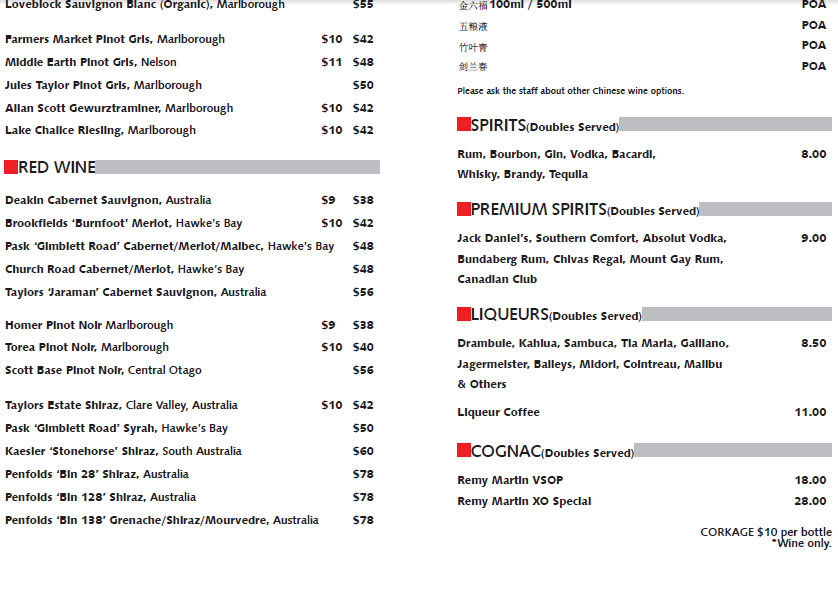 Loveblock Sauvignon Blanc (Organic), Marlborough $55
Farmers Market Pinot Gris, Marlborough $10 $42
Middle Earth Pinot Gris, Nelson $11 $48
Jules Taylor Pinot Gris, Marlborough $50
Allan Scott Gewurztraminer, Marlborough $10 $42
Lake Chalice Riesling, Marlborough $10 $42
RED WINE
Deakin Cabernet Sauvignon, Australia $9 $38
Brookfields ‘Burnfoot’ Merlot, Hawke’s Bay $10 $42
Pask ‘Gimblett Road’ Cabernet/Merlot/Malbec, Hawke’s Bay $48
Church Road Cabernet/Merlot, Hawke’s Bay $48
Taylors ‘Jaraman’ Cabernet Sauvignon, Australia $56
Homer Pinot Noir Marlborough $9 $38
Torea Pinot Noir, Marlborough $10 $40
Scott Base Pinot Noir, Central Otago $56
Taylors Estate Shiraz, Clare Valley, Australia $10 $42
Pask ‘Gimblett Road’ Syrah, Hawke’s Bay $50
Kaesler ‘Stonehorse’ Shiraz, South Australia $60
Penfolds ‘Bin 28’ Shiraz, Australia $78
Penfolds ‘Bin 128’ Shiraz, Australia $78
Penfolds ‘Bin 138’ Grenache/Shiraz/Mourvedre, Australia $78
金六福 100ml / 500ml POA
五粮液 POA
竹叶青 POA
剑兰春 POA
Please ask the staff about other Chinese wine options.
SPIRITS(Doubles Served)
Rum, Bourbon, Gin, Vodka, Bacardi, 8.00
Whisky, Brandy, Tequila
PREMIUM SPIRITS(Doubles Served)
Jack Daniel’s, Southern Comfort, Absolut Vodka, 9.00
Bundaberg Rum, Chivas Regal, Mount Gay Rum,
Canadian Club
LIQUEURS(Doubles Served)
Drambule, Kahlua, Sambuca, Tia Maria, Galliano, 8.50
Jagermeister, Baileys, Midori, Cointreau, Malibu
& Others
Liqueur Coffee 11.00
COGNAC(Doubles Served)
Remy Martin VSOP 18.00
Remy Martin XO Special 28.00
CORKAGE $10 per bottle
*Wine only.